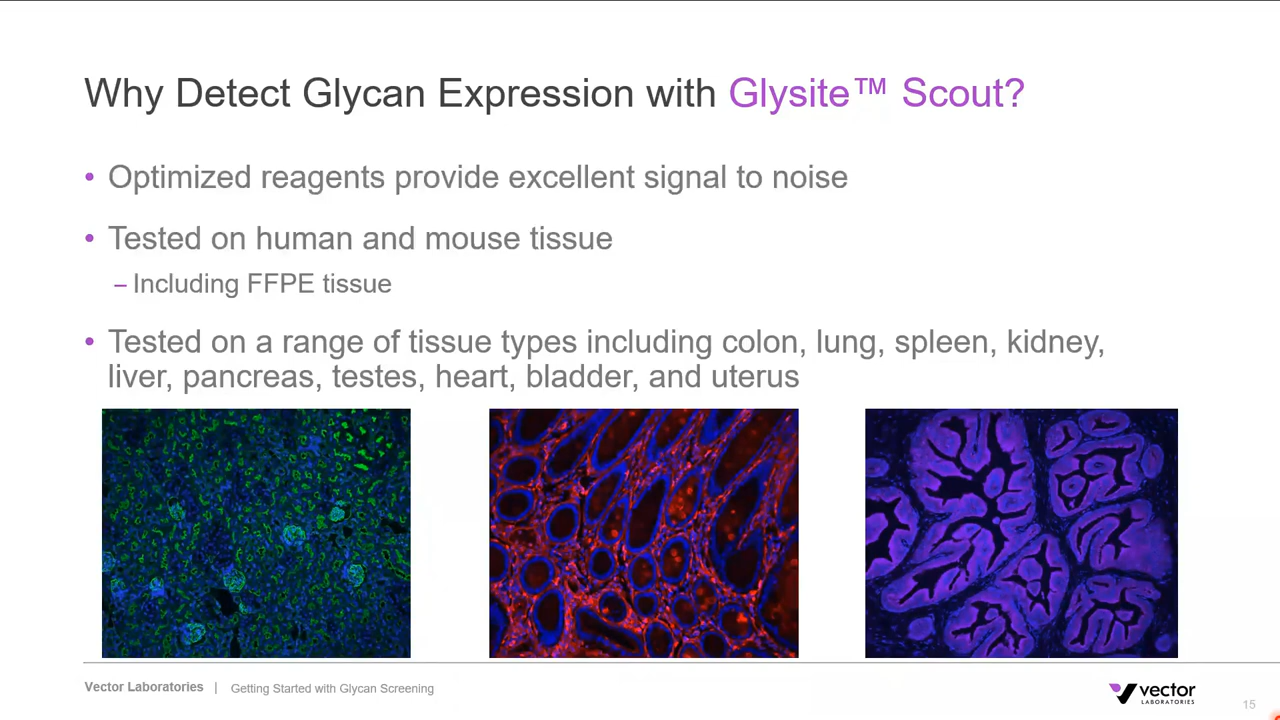 Why Detect Glycan Expression with Glysite™ Scout?
• Optimized reagents provide excellent signal to noise
• Tested on human and mouse tissue
– Including FFPE tissue
• Tested on a range of tissue types including colon, lung, spleen, kidney,
liver, pancreas, testes, heart, bladder, and uterus
Vector Laboratories | Getting Started with Glycan Screening
vector
LABORATORIES
15